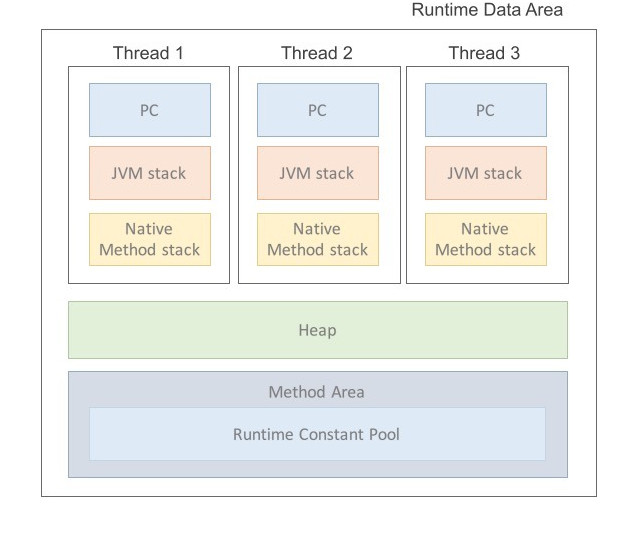 Runtime Data Area
Thread 1
Thread 2
Thread 3
PC
PC
PC
JVM stack
JVM stack
JVM stack
Native
Method stack
Native
Method stack
Native
Method stack
Heap
Method Area
Runtime Constant Pool